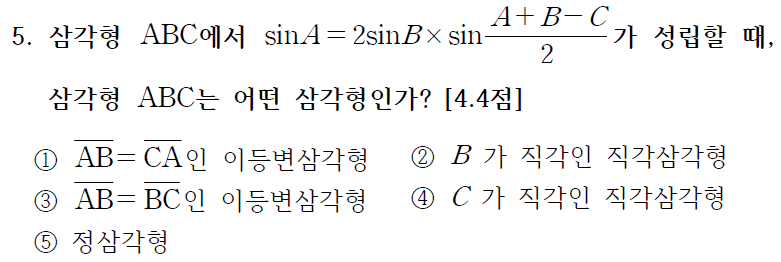 5. 삼각형 ABC에서 sinA=2sinB×sin\frac{A+B-C}{2}가 성립할 때,
삼각형 ABC는 어떤 삼각형인가? [4.4점]
① \overline{AB}=\overline{CA}인 이등변삼각형 ② B 가 직각인 직각삼각형
③ \overline{AB}=\overline{BC}인 이등변삼각형 ④ C 가 직각인 직각삼각형
⑤ 정삼각형